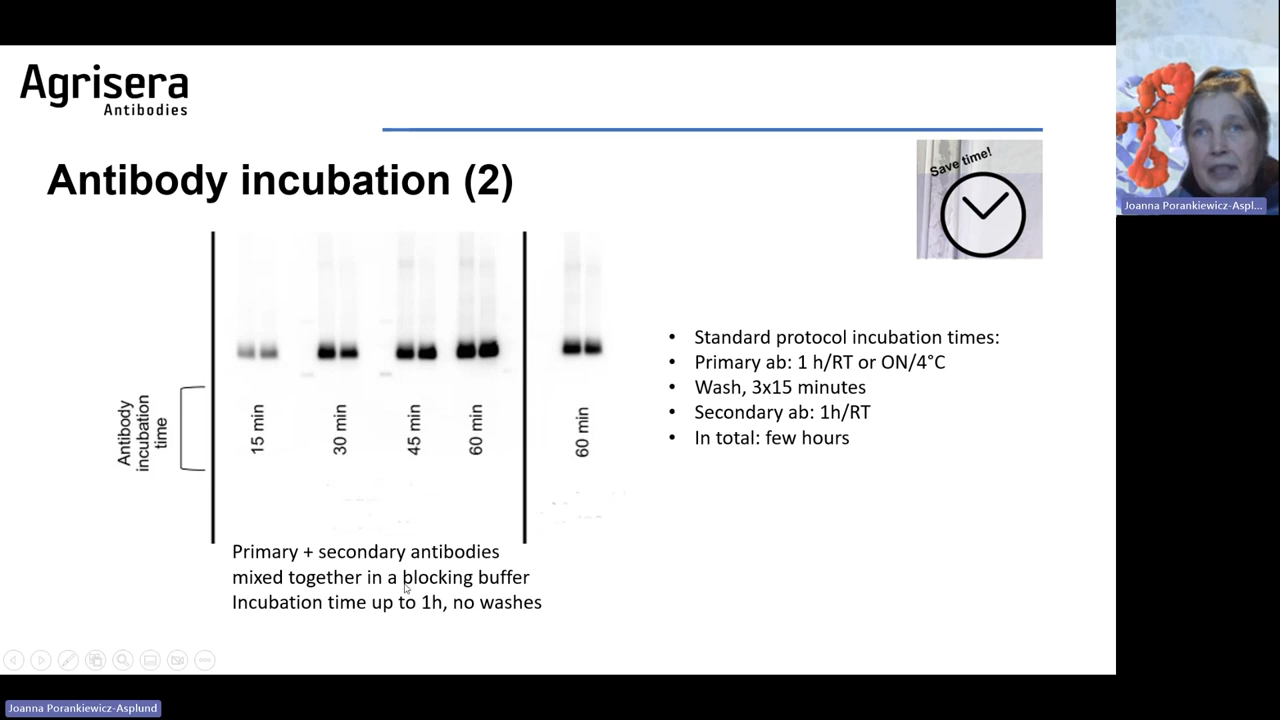 Agrisera
Antibodies
Antibody incubation (2)
Save time!
Antibody
incubation
time
15 min
30 min
45 min
60 min
60 min
Primary + secondary antibodies
mixed together in a blocking buffer
Incubation time up to 1h, no washes
• Standard protocol incubation times:
• Primary ab: 1 h/RT or ON/4°C
• Wash, 3x15 minutes
• Secondary ab: 1h/RT
• In total: few hours
Joanna Porankiewicz-Aspl...
Joanna Porankiewicz-Asplund